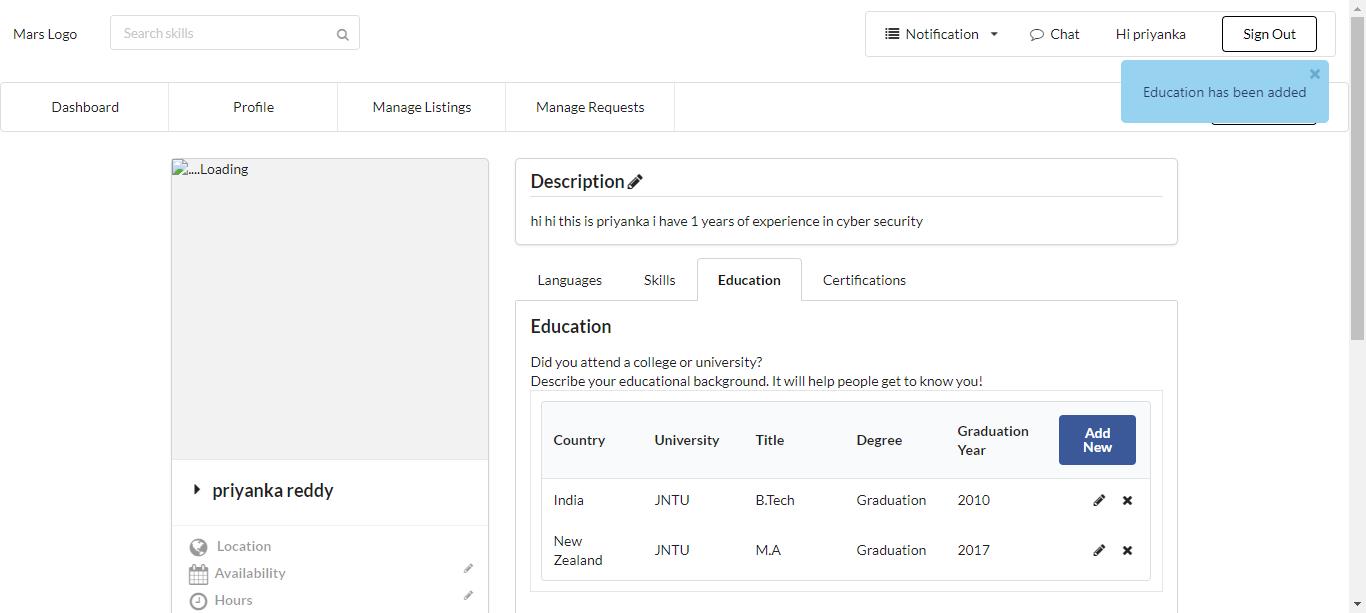 Mars Logo
Search skills
Notification
Chat
Hi priyanka
Sign Out
Education has been added
Dashboard
Profile
Manage Listings
Manage Requests
....Loading
priyanka reddy
Location
Availability
Hours
Description
hi hi this is priyanka i have 1 years of experience in cyber security
Languages
Skills
Education
Certifications
Education
Did you attend a college or university?
Describe your educational background. It will help people get to know you!
Country University Title Degree Graduation Year Add New
India JNTU B.Tech Graduation 2010
New Zealand JNTU M.A Graduation 2017